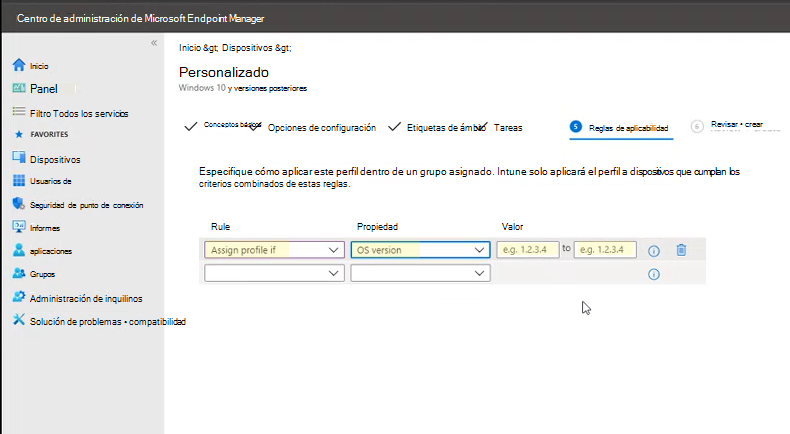 Centro de administración de Microsoft Endpoint Manager
«
Inicio &gt; Dispositivos &gt;
Inicio
Panel
Filtro Todos los servicios
FAVORITES
Dispositivos
Usuarios de
Seguridad de punto de conexión
Informes
aplicaciones
Grupos
Administración de inquilinos
Solución de problemas • compatibilidad
Personalizado
Windows 10 y versiones posteriores
Conceptos básicos
Opciones de configuración
Etiquetas de ámbito
Tareas
5 Reglas de aplicabilidad
6 Revisar • crear
Especifique cómo aplicar este perfil dentro de un grupo asignado. Intune solo aplicará el perfil a dispositivos que cumplan los
criterios combinados de estas reglas.
Rule Propiedad Valor
Assign profile if OS version e.g. 1.2.3.4 to e.g. 1.2.3.4